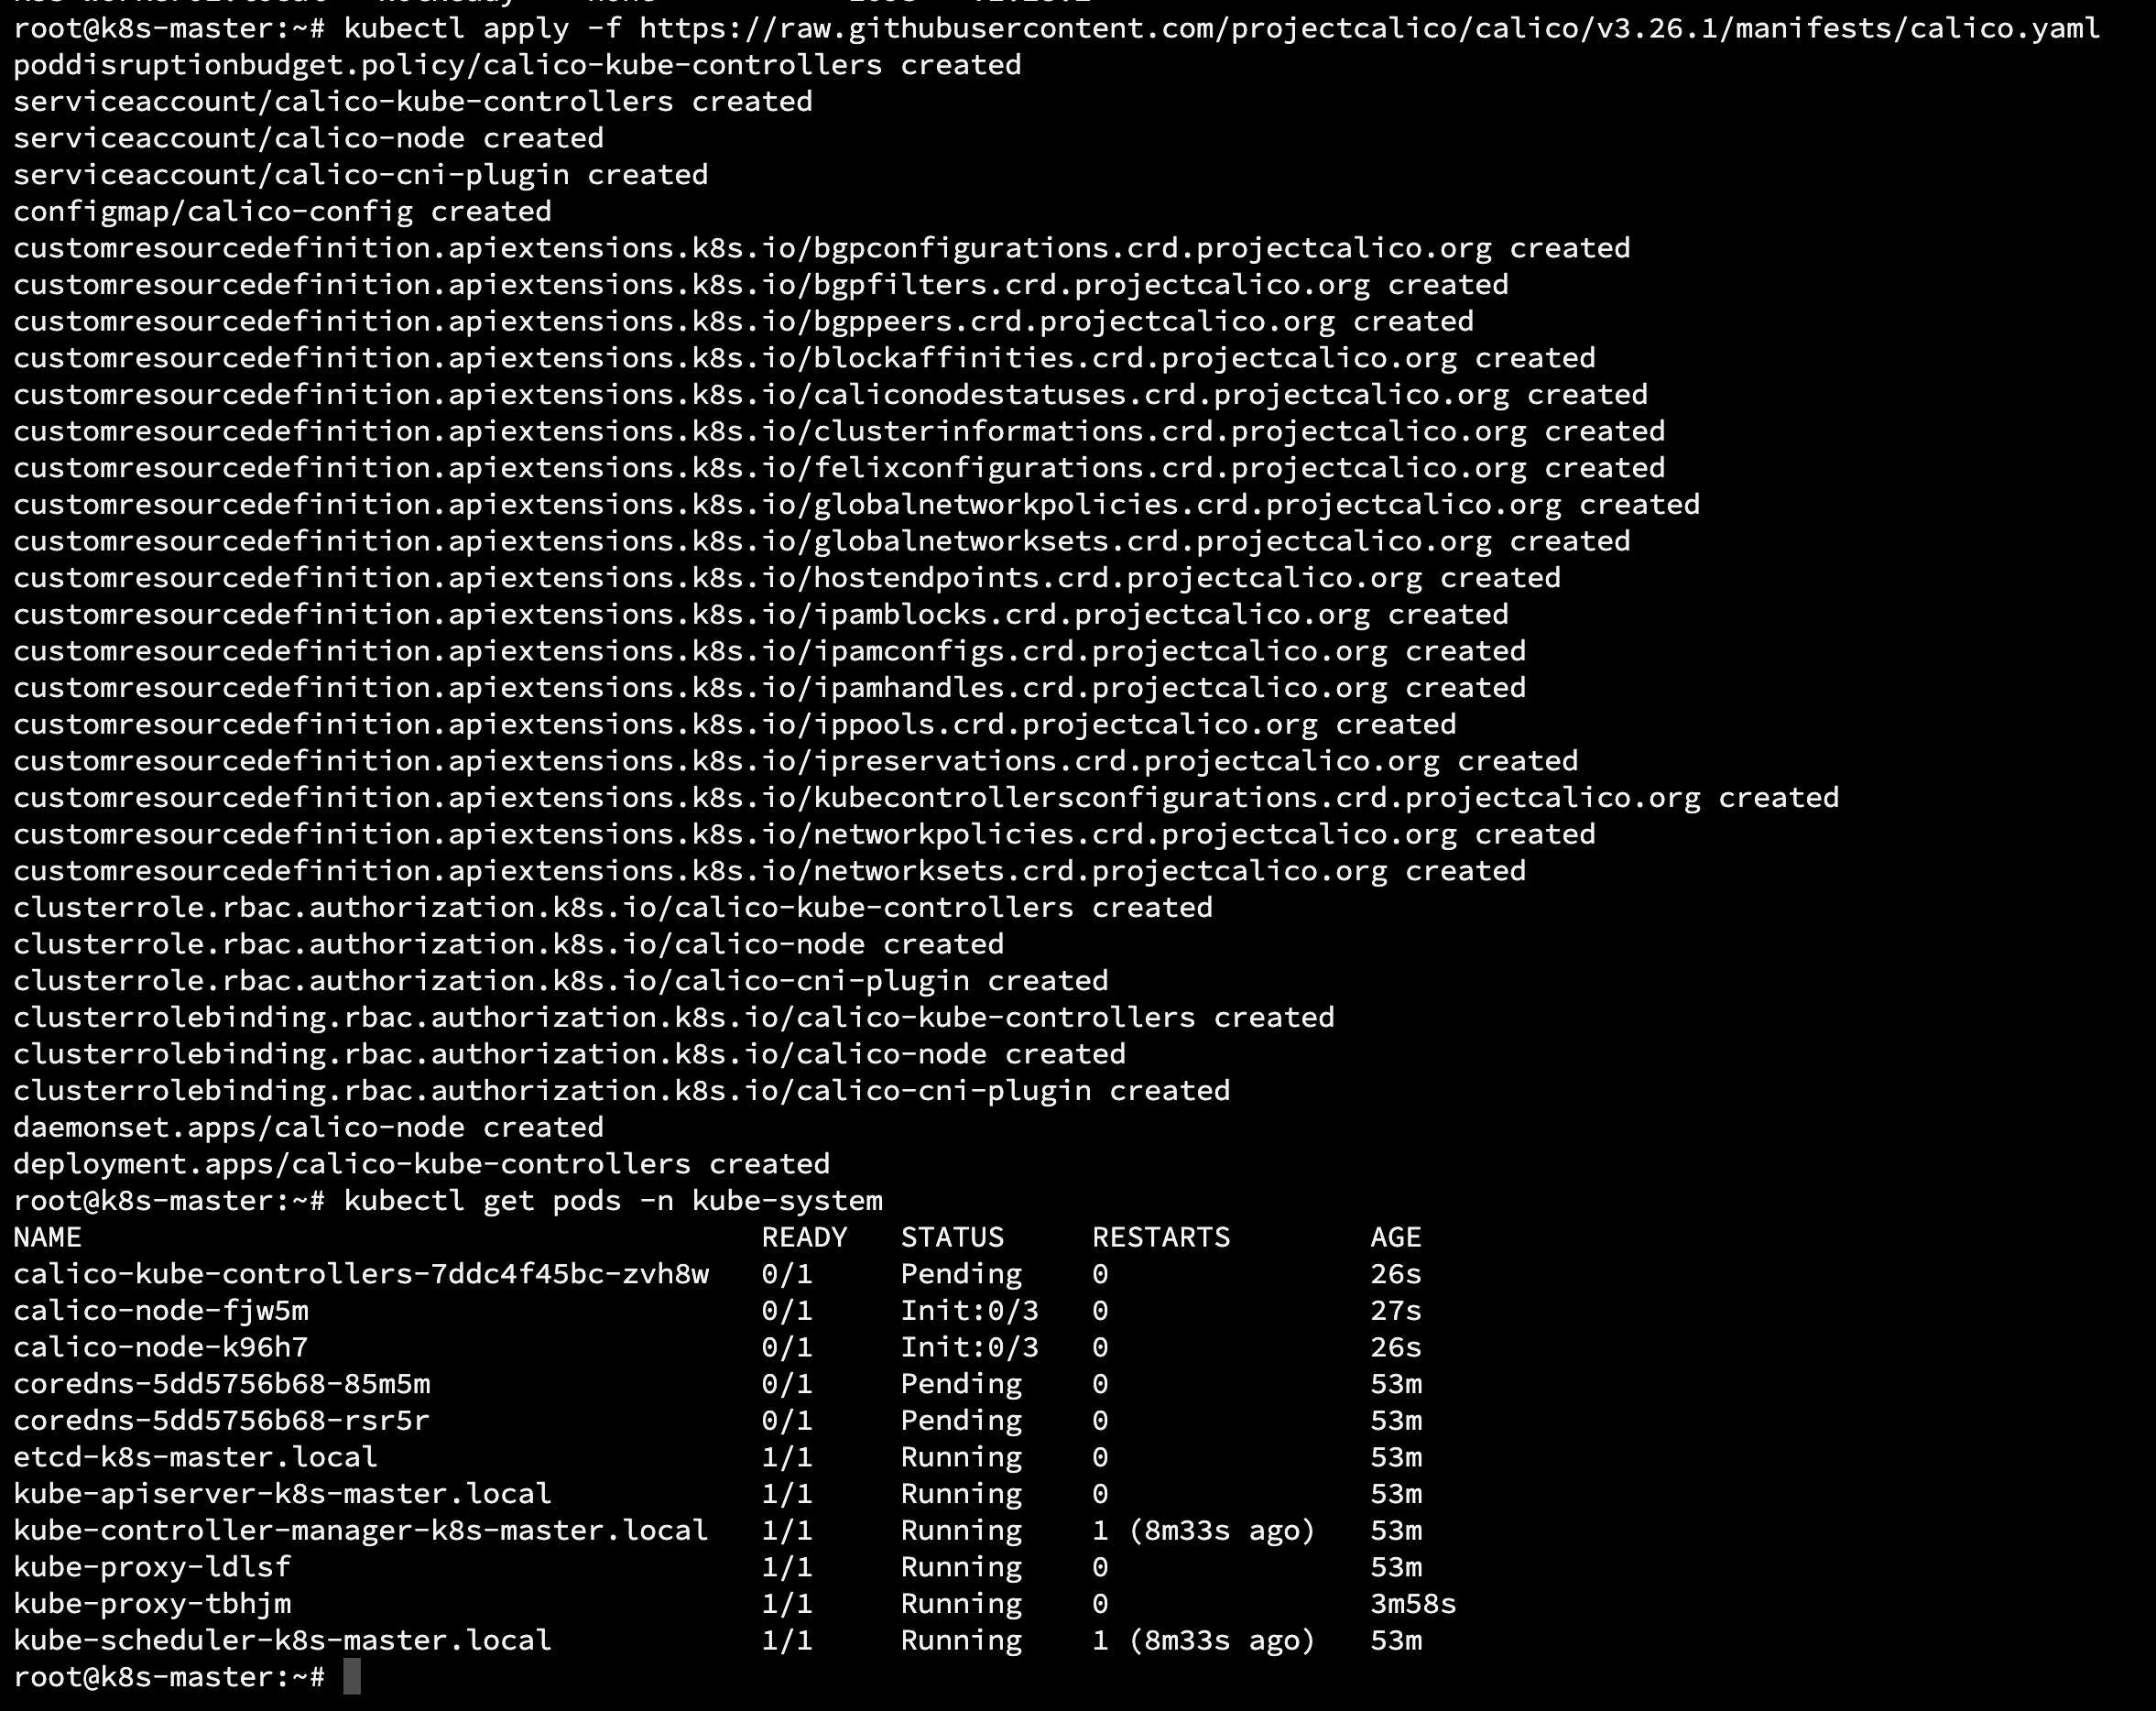 root@k8s-master:~# kubectl apply -f https://raw.githubusercontent.com/projectcalico/calico/v3.26.1/manifests/calico.yaml
poddisruptionbudget.policy/calico-kube-controllers created
serviceaccount/calico-kube-controllers created
serviceaccount/calico-node created
serviceaccount/calico-cni-plugin created
configmap/calico-config created
customresourcedefinition.apiextensions.k8s.io/bgpconfigurations.crd.projectcalico.org created
customresourcedefinition.apiextensions.k8s.io/bgpfilters.crd.projectcalico.org created
customresourcedefinition.apiextensions.k8s.io/bgppeers.crd.projectcalico.org created
customresourcedefinition.apiextensions.k8s.io/blockaffinities.crd.projectcalico.org created
customresourcedefinition.apiextensions.k8s.io/caliconodestatuses.crd.projectcalico.org created
customresourcedefinition.apiextensions.k8s.io/clusterinformations.crd.projectcalico.org created
customresourcedefinition.apiextensions.k8s.io/felixconfigurations.crd.projectcalico.org created
customresourcedefinition.apiextensions.k8s.io/globalnetworkpolicies.crd.projectcalico.org created
customresourcedefinition.apiextensions.k8s.io/globalnetworksets.crd.projectcalico.org created
customresourcedefinition.apiextensions.k8s.io/hostendpoints.crd.projectcalico.org created
customresourcedefinition.apiextensions.k8s.io/ipamblocks.crd.projectcalico.org created
customresourcedefinition.apiextensions.k8s.io/ipamconfigs.crd.projectcalico.org created
customresourcedefinition.apiextensions.k8s.io/ipamhandles.crd.projectcalico.org created
customresourcedefinition.apiextensions.k8s.io/ippools.crd.projectcalico.org created
customresourcedefinition.apiextensions.k8s.io/ipreservations.crd.projectcalico.org created
customresourcedefinition.apiextensions.k8s.io/kubecontrollersconfigurations.crd.projectcalico.org created
customresourcedefinition.apiextensions.k8s.io/networkpolicies.crd.projectcalico.org created
customresourcedefinition.apiextensions.k8s.io/networksets.crd.projectcalico.org created
clusterrole.rbac.authorization.k8s.io/calico-kube-controllers created
clusterrole.rbac.authorization.k8s.io/calico-node created
clusterrole.rbac.authorization.k8s.io/calico-cni-plugin created
clusterrolebinding.rbac.authorization.k8s.io/calico-kube-controllers created
clusterrolebinding.rbac.authorization.k8s.io/calico-node created
clusterrolebinding.rbac.authorization.k8s.io/calico-cni-plugin created
daemonset.apps/calico-node created
deployment.apps/calico-kube-controllers created
root@k8s-master:~# kubectl get pods -n kube-system
NAME READY STATUS RESTARTS AGE
calico-kube-controllers-7ddc4f45bc-zvh8w 0/1 Pending 0 26s
calico-node-fjw5m 0/1 Init:0/3 0 27s
calico-node-k96h7 0/1 Init:0/3 0 26s
coredns-5dd5756b68-85m5m 0/1 Pending 0 53m
coredns-5dd5756b68-rsr5r 0/1 Pending 0 53m
etcd-k8s-master.local 1/1 Running 0 53m
kube-apiserver-k8s-master.local 1/1 Running 0 53m
kube-controller-manager-k8s-master.local 1/1 Running 1 (8m33s ago) 53m
kube-proxy-ldlsf 1/1 Running 0 53m
kube-proxy-tbhjm 1/1 Running 0 3m58s
kube-scheduler-k8s-master.local 1/1 Running 1 (8m33s ago) 53m
root@k8s-master:~#